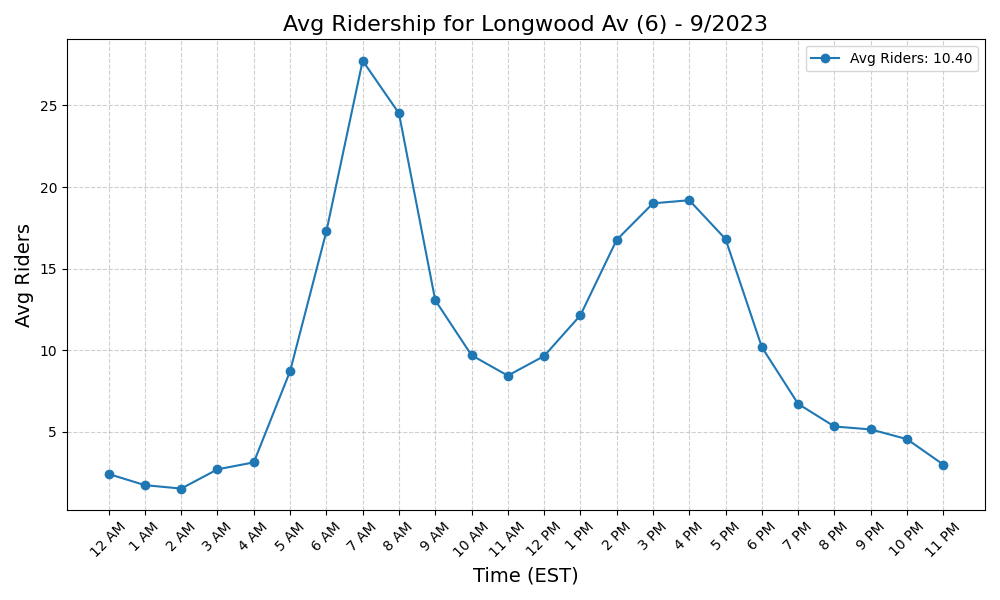 Avg Ridership for Longwood Av (6) - 9/2023
Avg Riders: 10.40
Avg Riders
25
20
15
10
5
12 AM
1 AM
2 AM
3 AM
4 AM
5 AM
6 AM
7 AM
8 AM
9 AM
10 AM
11 AM
12 PM
1 PM
2 PM
3 PM
4 PM
5 PM
6 PM
7 PM
8 PM
9 PM
10 PM
11 PM
Time (EST)